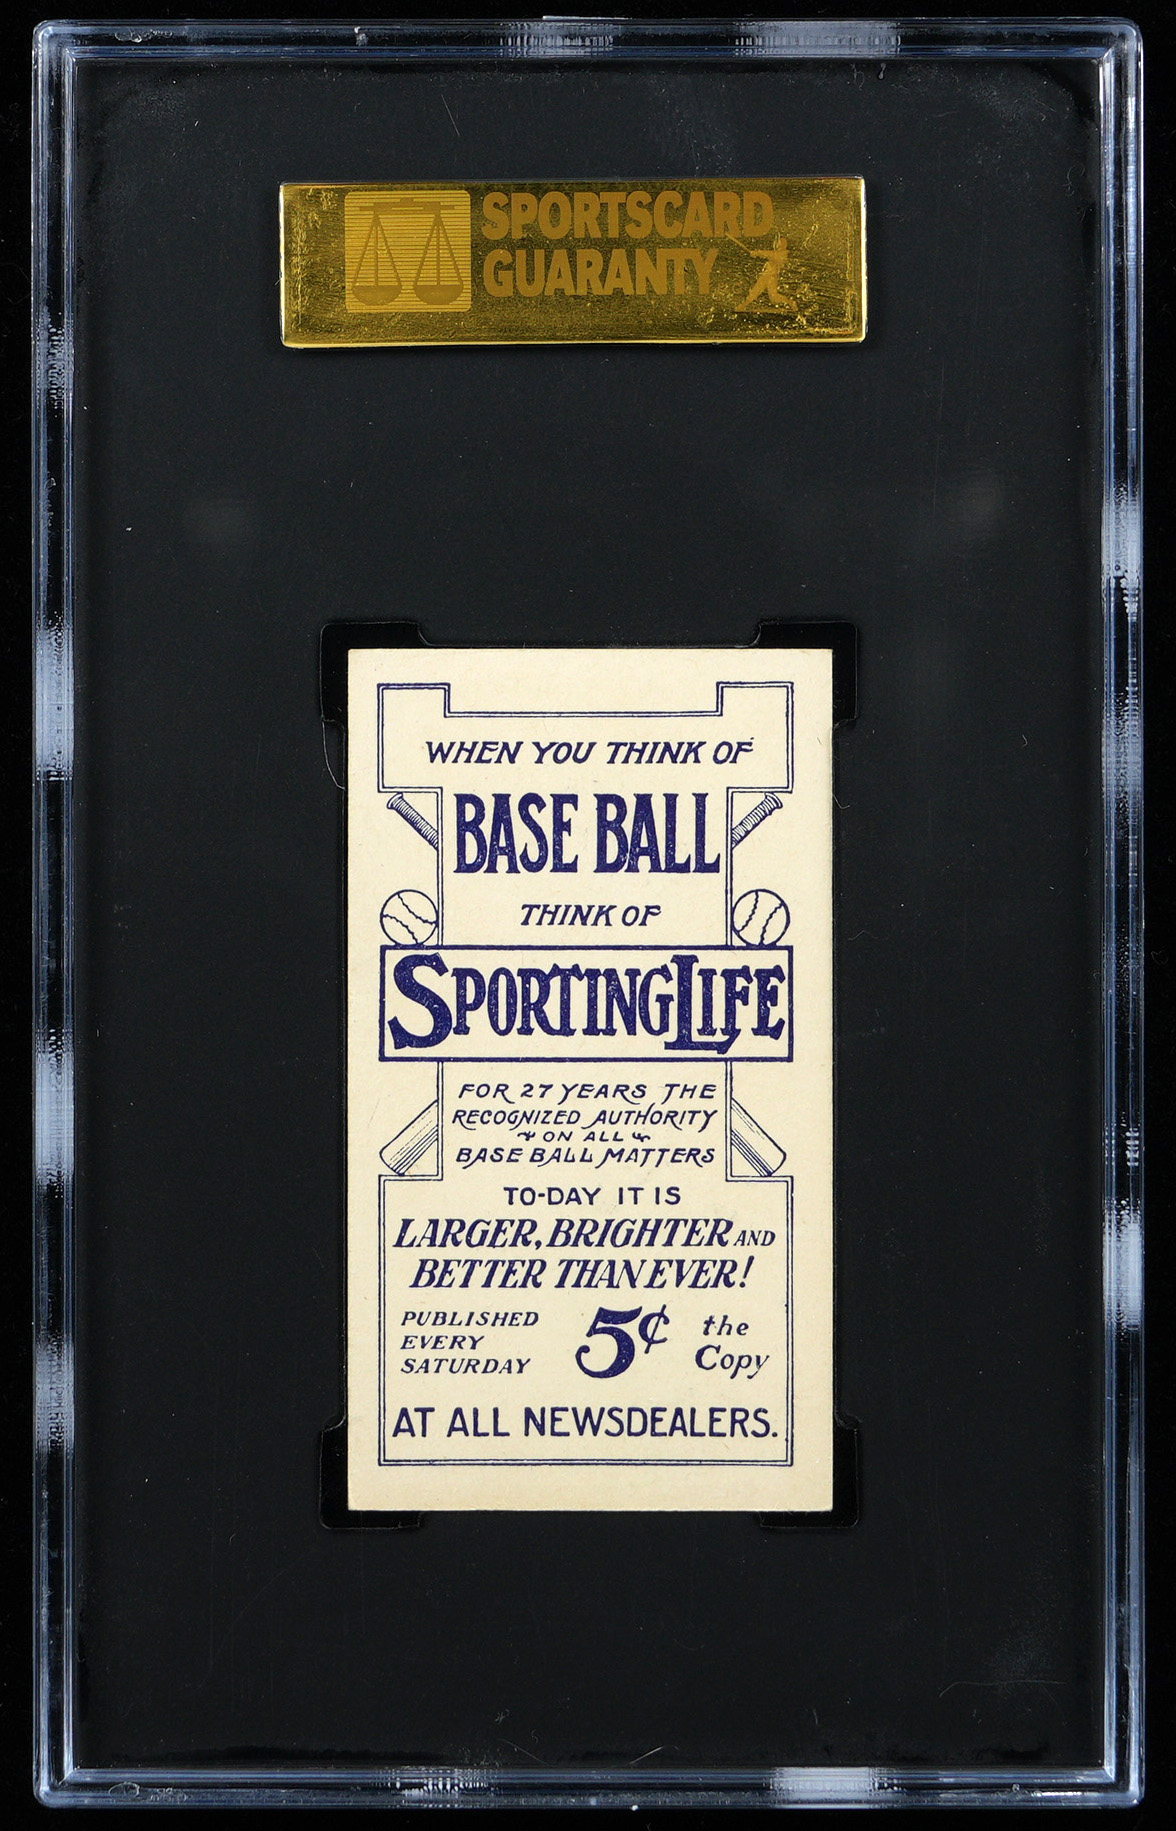 SPORTSCARD
GUARANTY
WHEN YOU THINK OF
BASE BALL
THINK OF
SPORTING LIFE
FOR 27 YEARS THE
RECOGNIZED AUTHORITY
ON ALL
BASE BALL MATTERS
TO-DAY IT IS
LARGER, BRIGHTER AND
BETTER THAN EVER!
PUBLISHED
EVERY
SATURDAY
5¢
the
Copy
AT ALL NEWSDEALERS.